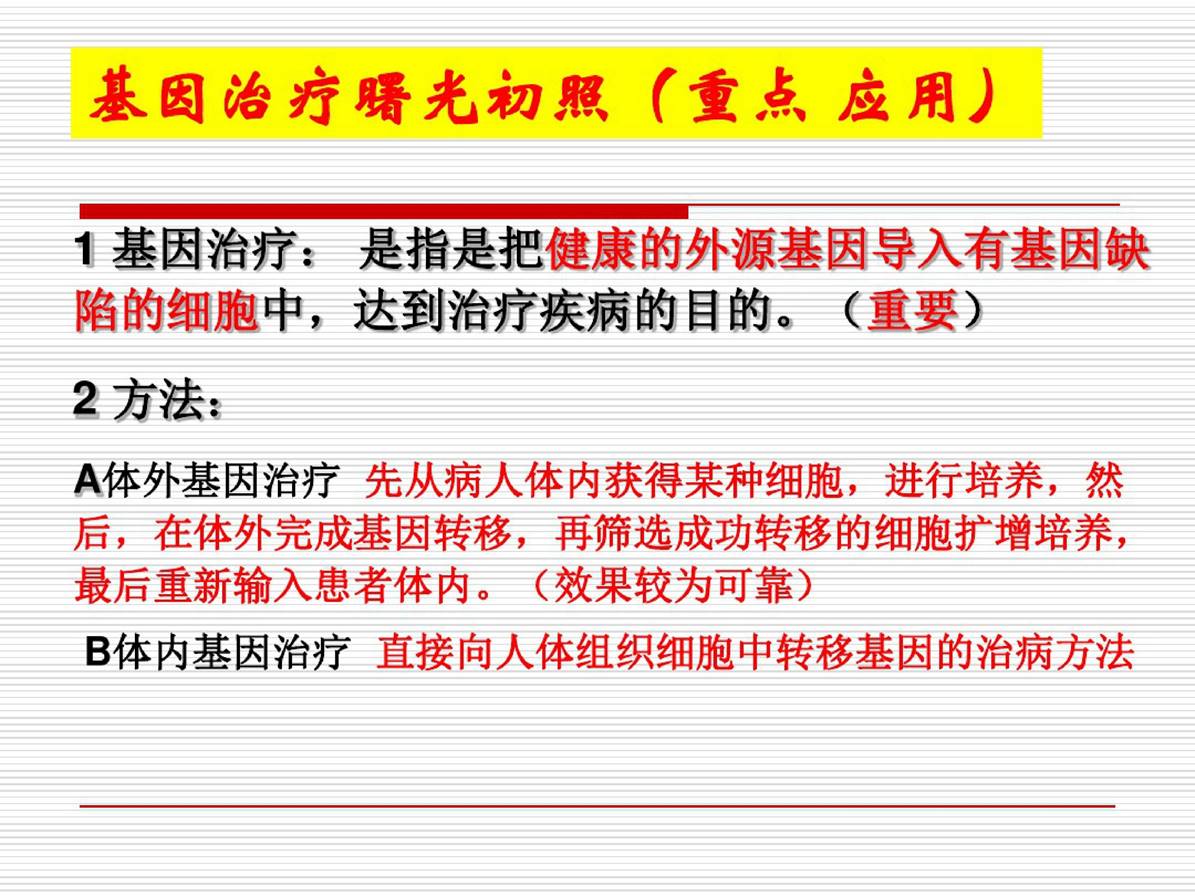 基因治疗曙光初照（重点 应用）
1 基因治疗： 是指是把健康的外源基因导入有基因缺
陷的细胞中，达到治疗疾病的目的。（重要）
2 方法：
A体外基因治疗 先从病人体内获得某种细胞，进行培养，然
后，在体外完成基因转移，再筛选成功转移的细胞扩增培养，
最后重新输入患者体内。（效果较为可靠）
B体内基因治疗 直接向人体组织细胞中转移基因的治病方法